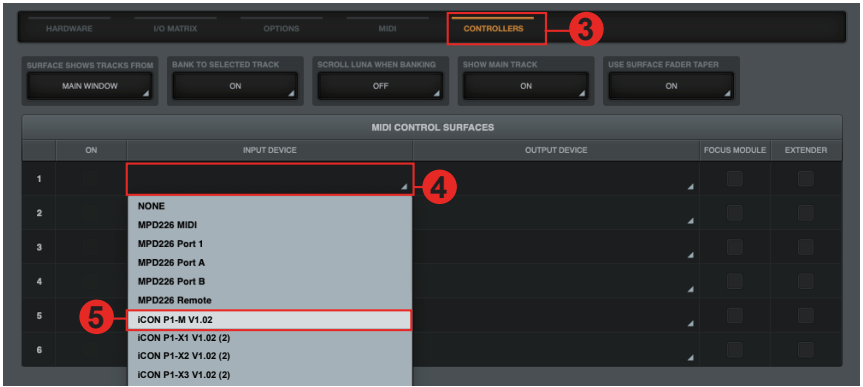 HARDWARE I/O MATRIX OPTIONS MIDI CONTROLLERS 3
SURFACE SHOWS TRACKS FROM BANK TO SELECTED TRACK SCROLL LUNA WHEN BANKING SHOW MAIN TRACK USE SURFACE FADER TAPER
MAIN WINDOW ON OFF ON ON
MIDI CONTROL SURFACES
ON INPUT DEVICE OUTPUT DEVICE FOCUS MODULE EXTENDER
1 4
NONE
2
MPD226 MIDI
MPD226 Port 1
3
MPD226 Port A
MPD226 Port B
4
MPD226 Remote
5 5 iCON P1-M V1.02
iCON P1-X1 V1.02 (2)
6 iCON P1-X2 V1.02 (2)
iCON P1-X3 V1.02 (2)